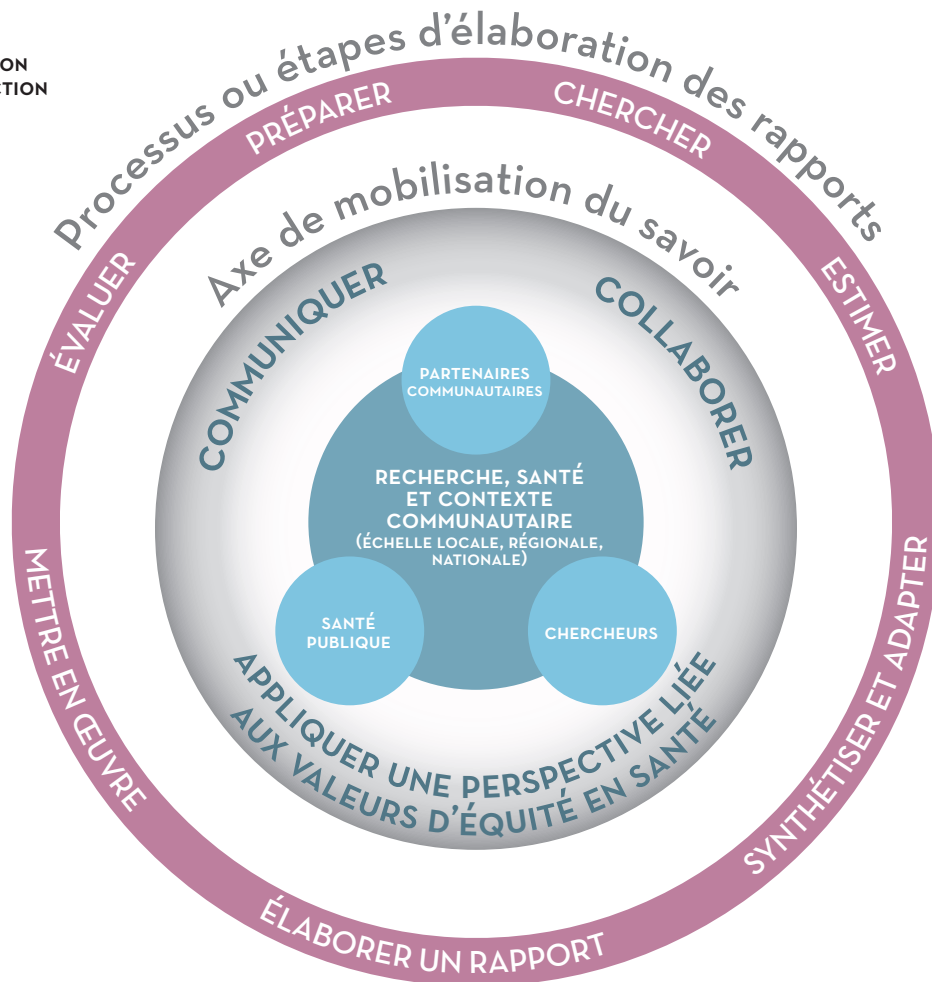 ON
CTION
Processus ou étapes d'élaboration des rapports
PRÉPARER
CHERCHER
ESTIMER
SYNTHÉTISER ET ADAPTER
ÉLABORER UN RAPPORT
METTRE EN ŒUVRE
ÉVALUER
Axe de mobilisation du savoir
COMMUNIQUER
COLLABORER
APPLIQUER UNE PERSPECTIVE LIÉE
AUX VALEURS D'ÉQUITÉ EN SANTÉ
PARTENAIRES
COMMUNAUTAIRES
RECHERCHE, SANTÉ
ET CONTEXTE
COMMUNAUTAIRE
(ÉCHELLE LOCALE, RÉGIONALE,
NATIONALE)
SANTÉ
PUBLIQUE
CHERCHEURS